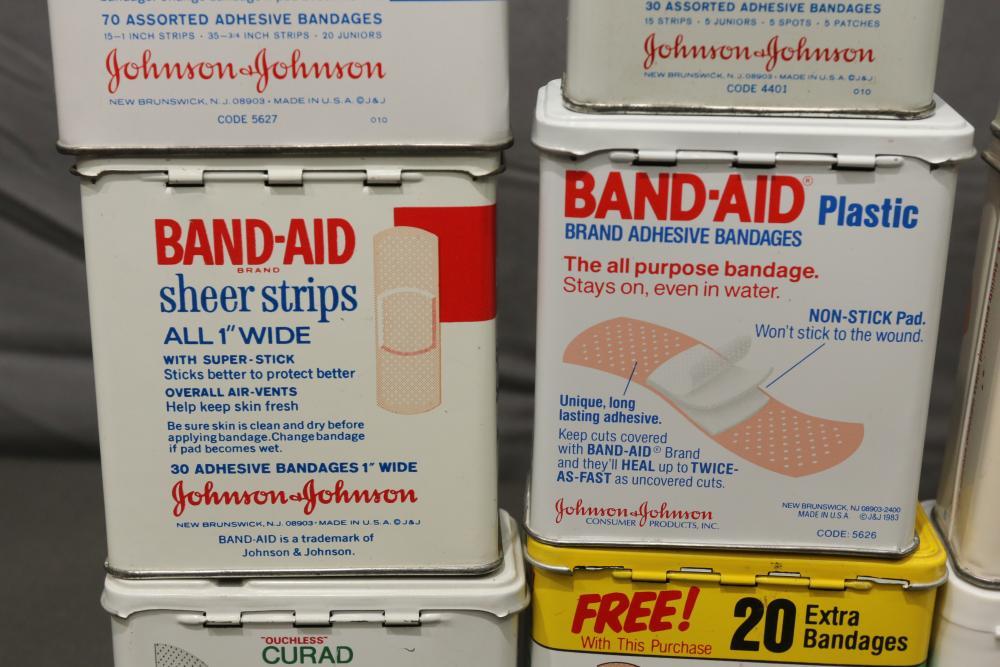 70 ASSORTED ADHESIVE BANDAGES
15-1 INCH STRIPS · 35-3/4 INCH STRIPS · 20 JUNIORS
Johnson & Johnson
NEW BRUNSWICK, N.J. 08903 · MADE IN U.S.A. © J&J
CODE 5627
010
30 ASSORTED ADHESIVE BANDAGES
15 STRIPS · 5 JUNIORS · 5 SPOTS · 5 PATCHES
Johnson & Johnson
NEW BRUNSWICK, N.J. 08903 · MADE IN U.S.A. © J&J
CODE 4401
010
BAND-AID
BRAND
sheer strips
ALL 1" WIDE
WITH SUPER-STICK
Sticks better to protect better
OVERALL AIR-VENTS
Help keep skin fresh
Be sure skin is clean and dry before
applying bandage. Change bandage
if pad becomes wet.
30 ADHESIVE BANDAGES 1" WIDE
Johnson & Johnson
NEW BRUNSWICK, N.J. 08903 · MADE IN U.S.A. © J&J
BAND-AID is a trademark of
Johnson & Johnson.
BAND-AID® Plastic
BRAND ADHESIVE BANDAGES
The all purpose bandage.
Stays on, even in water.
NON-STICK Pad.
Won't stick to the wound.
Unique, long
lasting adhesive.
Keep cuts covered
with BAND-AID® Brand
and they'll HEAL up to TWICE-
AS-FAST as uncovered cuts.
Johnson & Johnson
CONSUMER PRODUCTS, INC.
NEW BRUNSWICK, NJ 08903-2400
MADE IN U.S.A. © J&J 1983
CODE: 5626
"OUCHLESS"
CURAD
FREE!
With This Purchase
20 Extra
Bandages